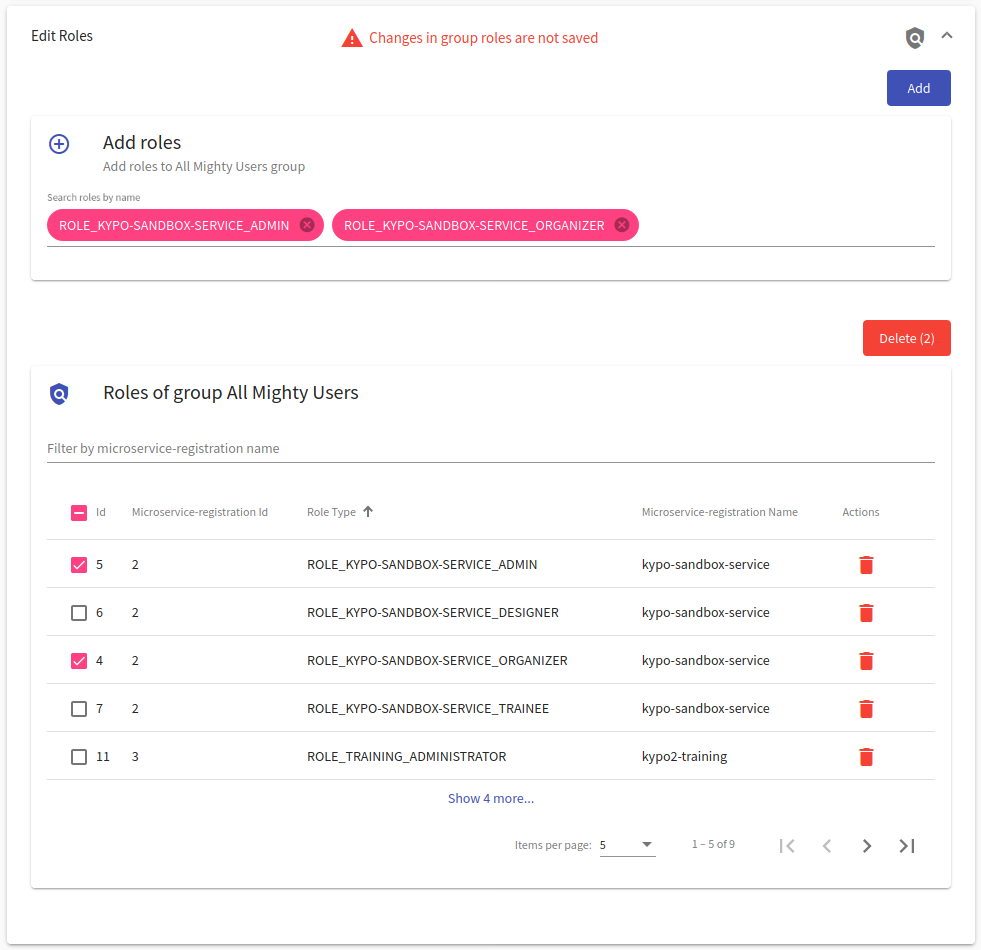 Edit Roles
Changes in group roles are not saved
Add
Add roles
Add roles to All Mighty Users group
Search roles by name
ROLE_KYPO-SANDBOX-SERVICE_ADMIN ROLE_KYPO-SANDBOX-SERVICE_ORGANIZER
Delete (2)
Roles of group All Mighty Users
Filter by microservice-registration name
Id Microservice-registration Id Role Type Microservice-registration Name Actions
5 2 ROLE_KYPO-SANDBOX-SERVICE_ADMIN kypo-sandbox-service
6 2 ROLE_KYPO-SANDBOX-SERVICE_DESIGNER kypo-sandbox-service
4 2 ROLE_KYPO-SANDBOX-SERVICE_ORGANIZER kypo-sandbox-service
7 2 ROLE_KYPO-SANDBOX-SERVICE_TRAINEE kypo-sandbox-service
11 3 ROLE_TRAINING_ADMINISTRATOR kypo2-training
Show 4 more...
Items per page: 5 1 – 5 of 9